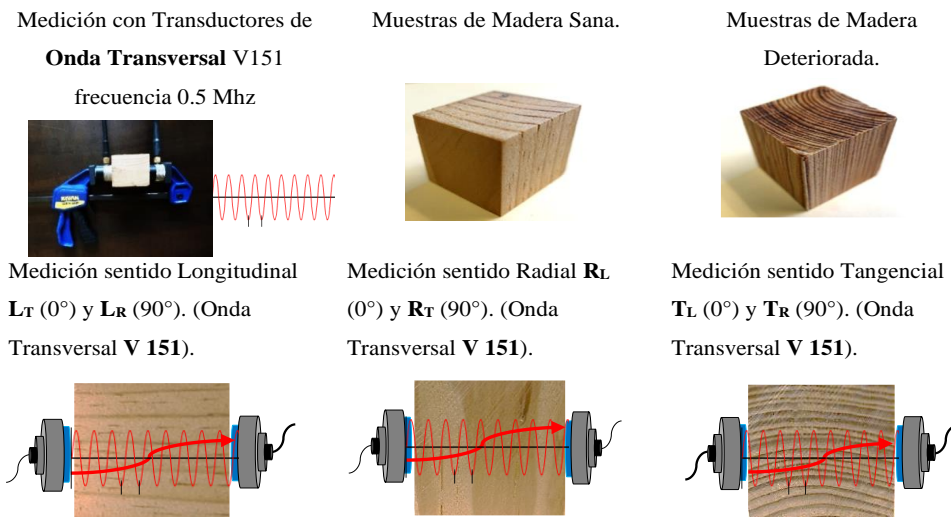 Medición con Transductores de
Onda Transversal V151
frecuencia 0.5 Mhz
Muestras de Madera Sana.
Muestras de Madera
Deteriorada.
Medición sentido Longitudinal
LT (0°) y LR (90°). (Onda
Transversal V 151).
Medición sentido Radial RL
(0°) y RT (90°). (Onda
Transversal V 151).
Medición sentido Tangencial
TL (0°) y TR (90°). (Onda
Transversal V 151).